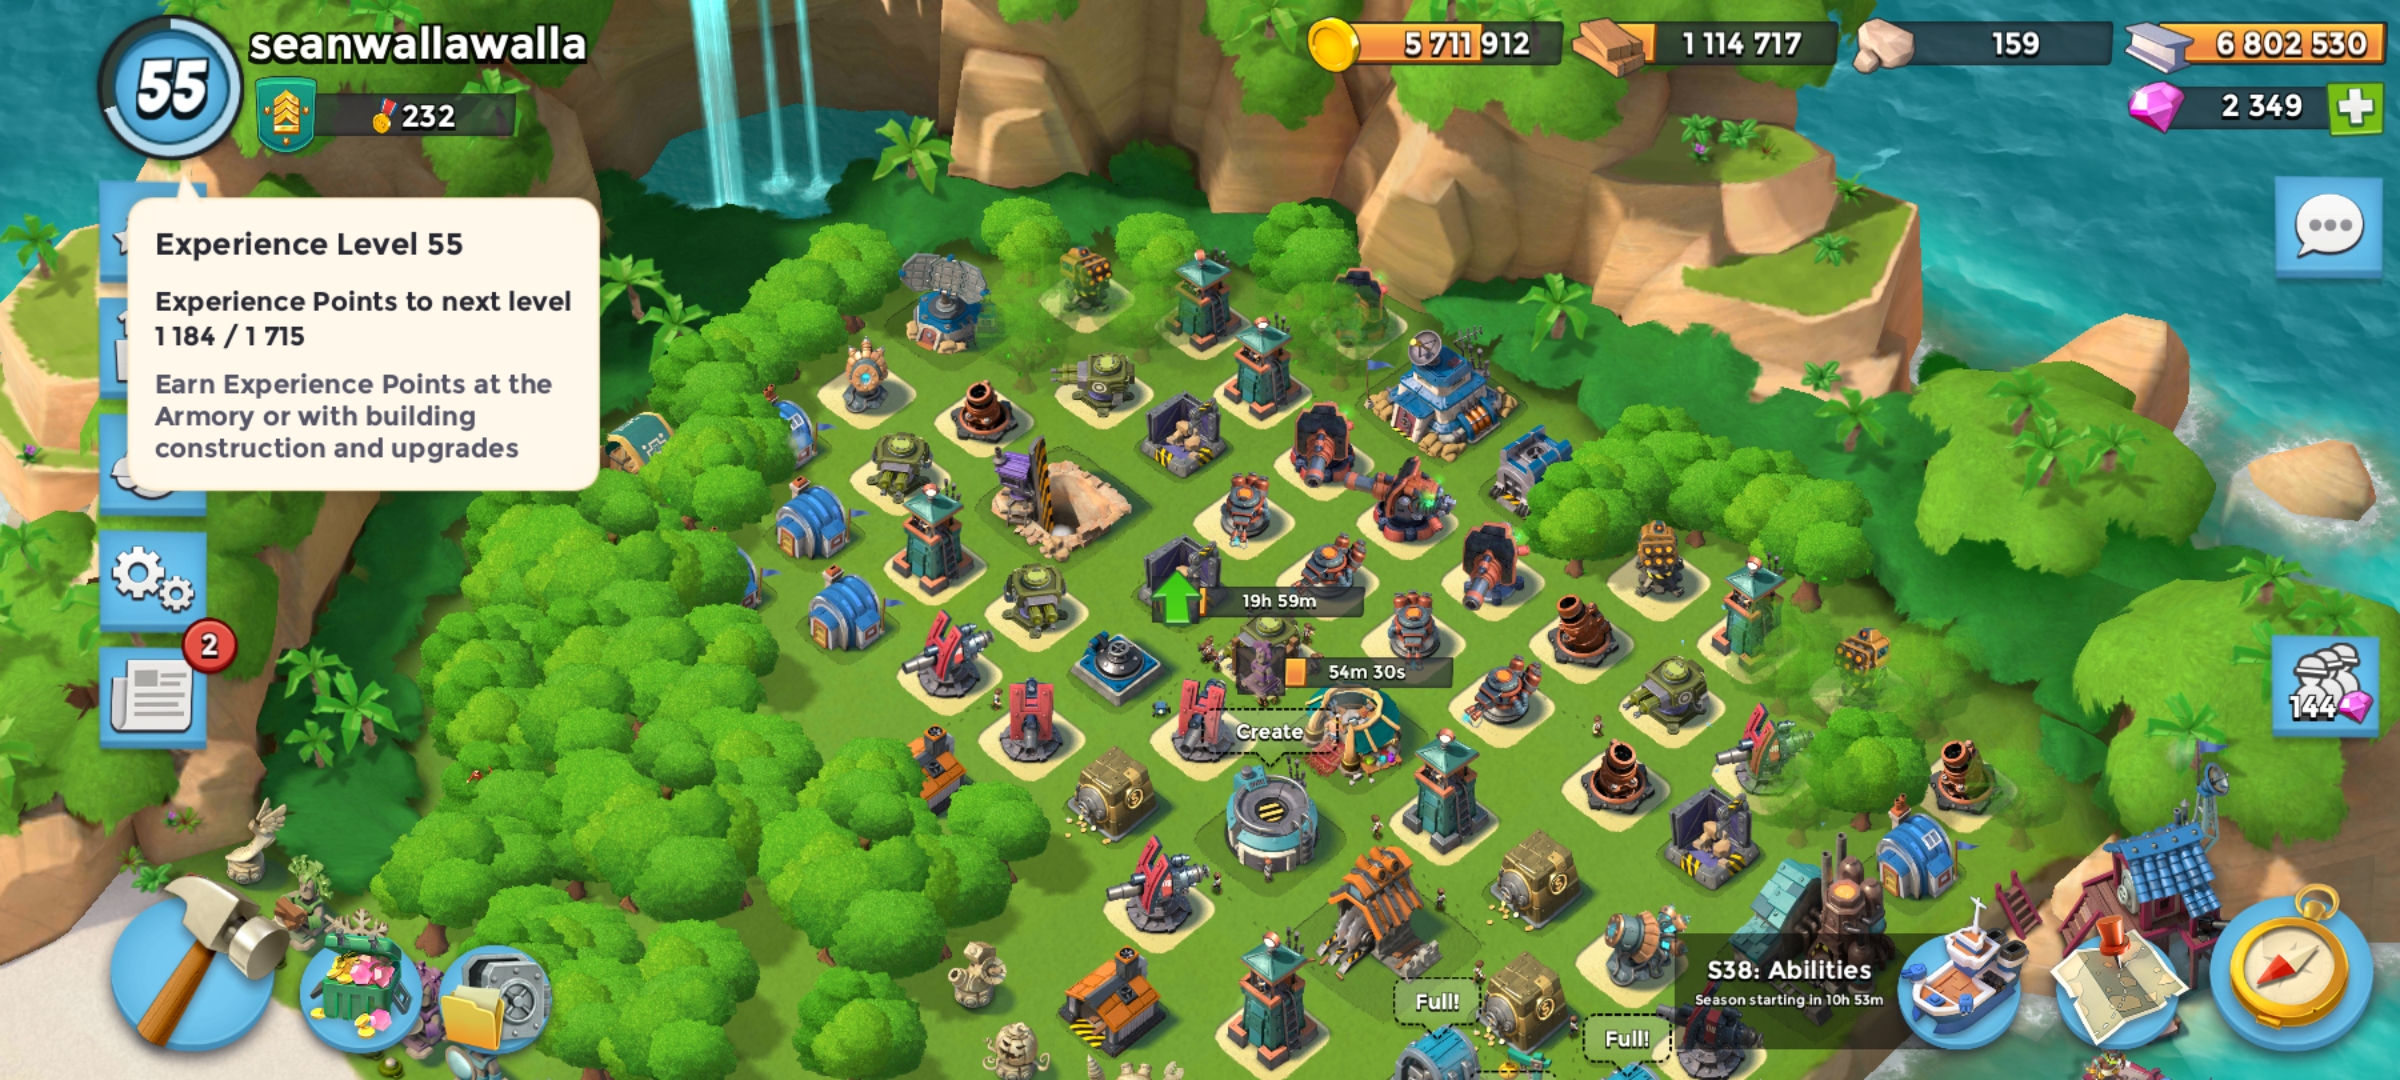 55
seanwallawalla
232
5 711 912
1 114 717
159
6 802 530
2 349
Experience Level 55
Experience Points to next level
1 184 / 1 715
Earn Experience Points at the
Armory or with building
construction and upgrades
19h 59m
54m 30s
2
144
Create
S38: Abilities
Season starting in 10h 53m
Full!
Full!